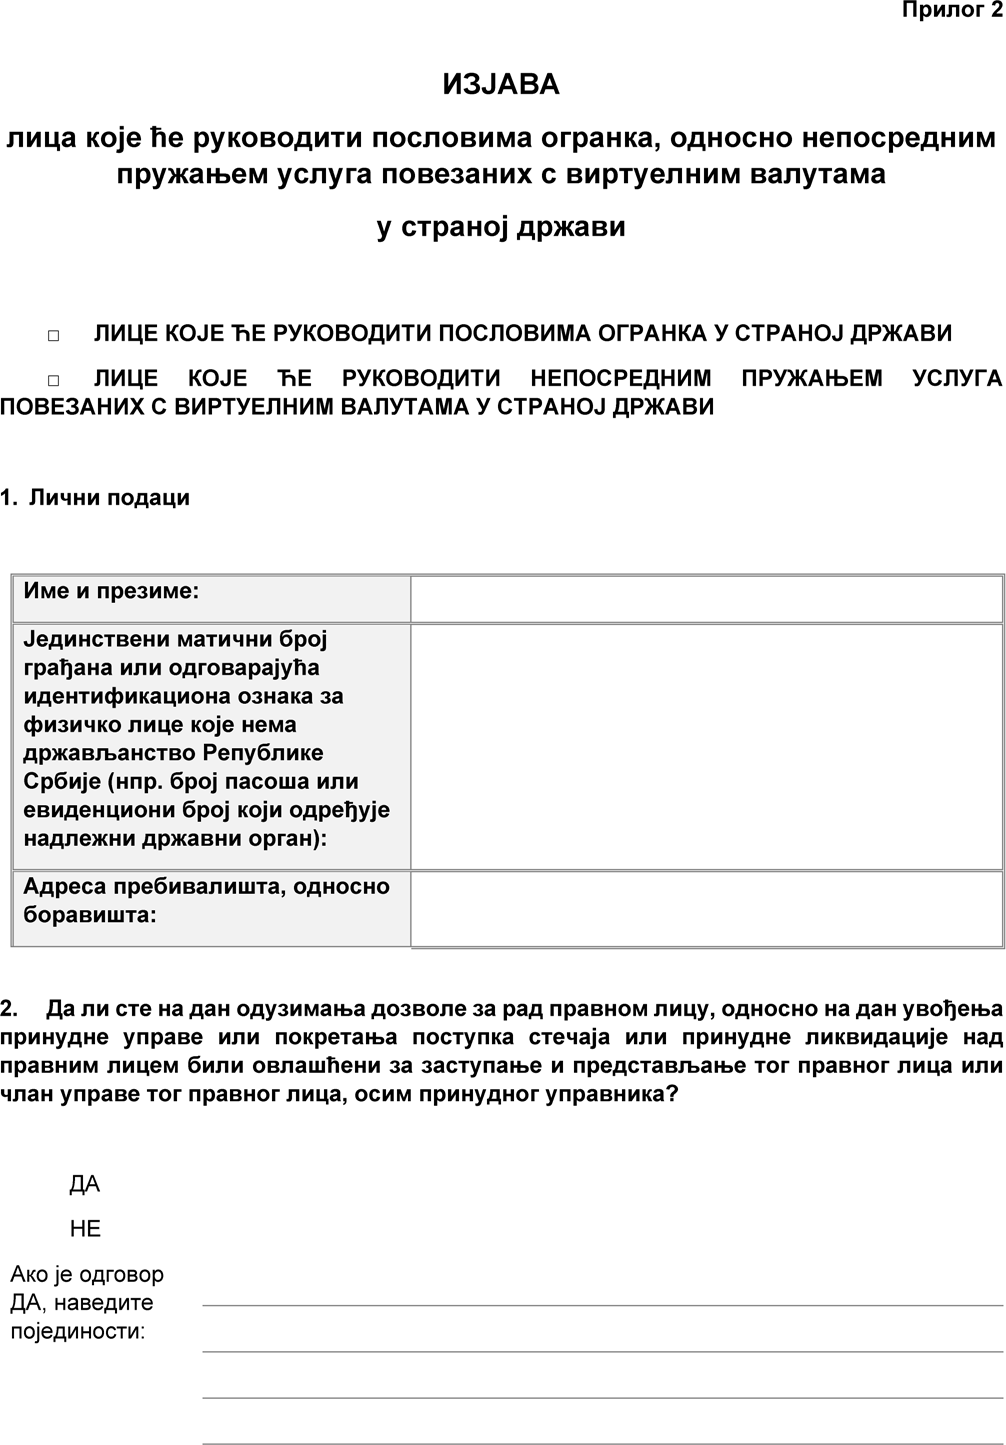 Прилог 2
ИЗЈАВА
лица које ће руководити пословима огранка, односно непосредним
пружањем услуга повезаних с виртуелним валутама
у страној држави
□ ЛИЦЕ КОЈЕ ЋЕ РУКОВОДИТИ ПОСЛОВИМА ОГРАНКА У СТРАНОЈ ДРЖАВИ
□ ЛИЦЕ КОЈЕ ЋЕ РУКОВОДИТИ НЕПОСРЕДНИМ ПРУЖАЊЕМ УСЛУГА
ПОВЕЗАНИХ С ВИРТУЕЛНИМ ВАЛУТАМА У СТРАНОЈ ДРЖАВИ
1. Лични подаци
Име и презиме:
Јединствени матични број
грађана или одговарајућа
идентификациона ознака за
физичко лице које нема
држављанство Републике
Србије (нпр. број пасоша или
евиденциони број који одређује
надлежни државни орган):
Адреса пребивалишта, односно
боравишта:
2. Да ли сте на дан одузимања дозволе за рад правном лицу, односно на дан увођења
принудне управе или покретања поступка стечаја или принудне ликвидације над
правним лицем били овлашћени за заступање и представљање тог правног лица или
члан управе тог правног лица, осим принудног управника?
ДА
НЕ
Ако је одговор
ДА, наведите
појединости: